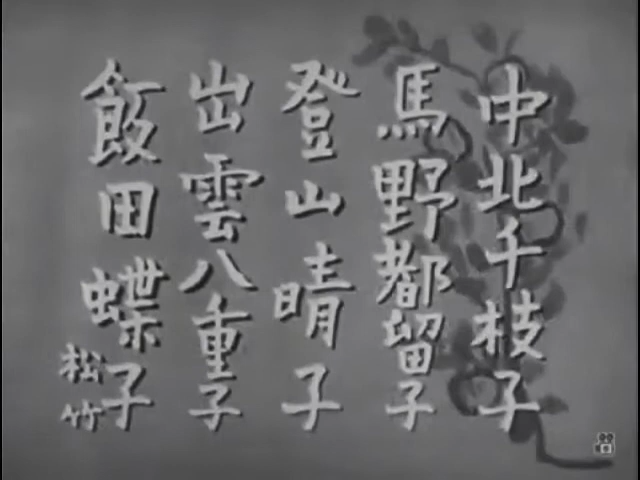 中北千枝子
馬野都留子
登山晴子
出雲八重子
飯田蝶子
松竹